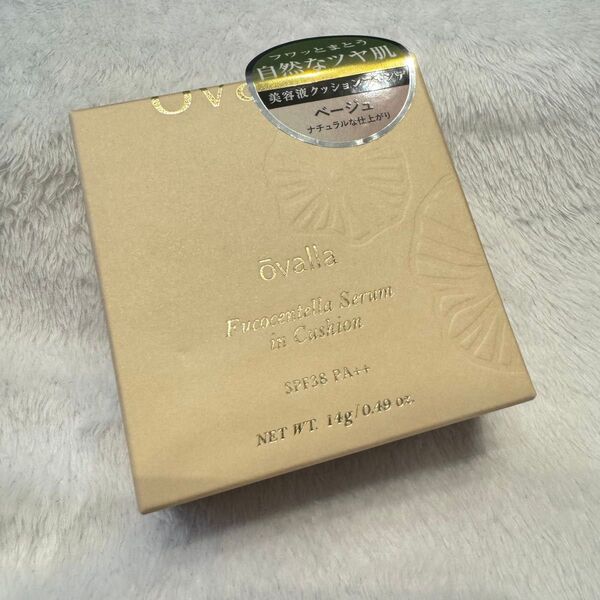 フワッとまとう
自然なツヤ肌
美容液クッション
ベージュ
ナチュラルな仕上がり
ōvalla
Fucocentella Serum
in Cushion
SPF38 PA++
NET WT. 14g/0.49 oz.